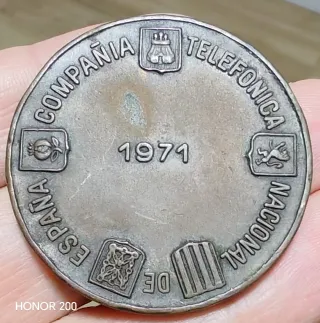 COMPAÑIA TELEFONICA NACIONAL DE ESPAÑA
1971
HONOR 200